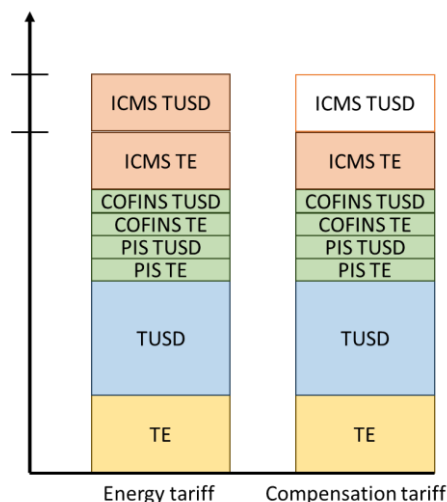 ICMS TUSD
ICMS TE
COFINS TUSD
COFINS TE
PIS TUSD
PIS TE
TUSD
TE
Energy tariff
ICMS TUSD
ICMS TE
COFINS TUSD
COFINS TE
PIS TUSD
PIS TE
TUSD
TE
Compensation tariff